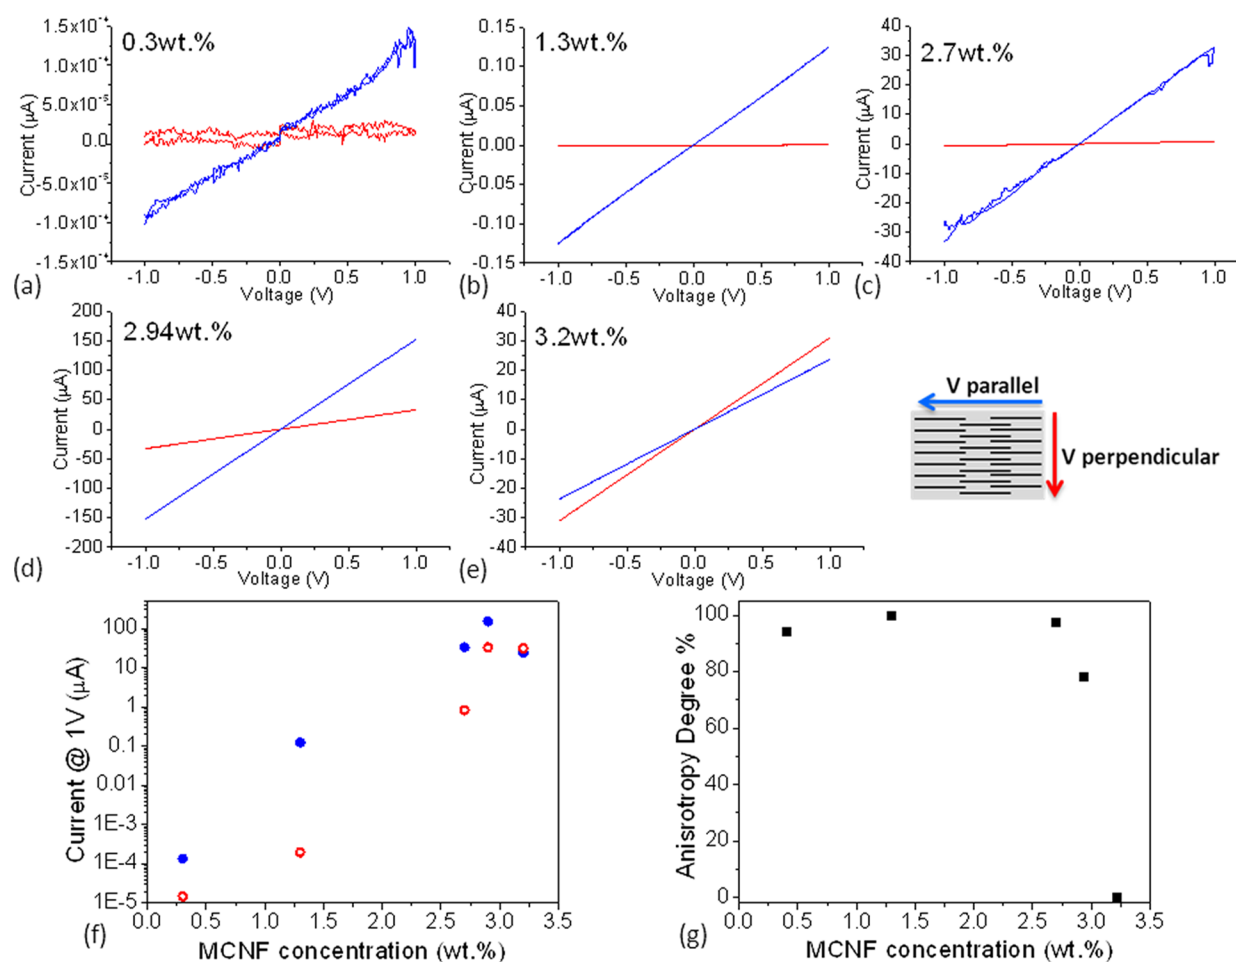 0.3wt.%
1.5x10⁻⁴
1.0x10⁻⁴
5.0x10⁻⁵
0.0
-5.0x10⁻⁵
-1.0x10⁻⁴
-1.5x10⁻⁴
Current (µA)
-1.0 -0.5 0.0 0.5 1.0
Voltage (V)
(a)
1.3wt.%
0.15
0.10
0.05
0.00
-0.05
-0.10
-0.15
Current (µA)
-1.0 -0.5 0.0 0.5 1.0
Voltage (V)
(b)
2.7wt.%
40
30
20
10
0
-10
-20
-30
-40
Current (µA)
-1.0 -0.5 0.0 0.5 1.0
Voltage (V)
(c)
2.94wt.%
200
150
100
50
0
-50
-100
-150
-200
Current (µA)
-1.0 -0.5 0.0 0.5 1.0
Voltage (V)
(d)
3.2wt.%
40
30
20
10
0
-10
-20
-30
-40
Current (µA)
-1.0 -0.5 0.0 0.5 1.0
Voltage (V)
(e)
V parallel
V perpendicular
100
10
1
0.1
0.01
1E-3
1E-4
1E-5
Current @ 1V (µA)
0.0 0.5 1.0 1.5 2.0 2.5 3.0 3.5
MCNF concentration (wt.%)
(f)
100
80
60
40
20
0
Anisrotropy Degree %
0.0 0.5 1.0 1.5 2.0 2.5 3.0 3.5
MCNF concentration (wt.%)
(g)